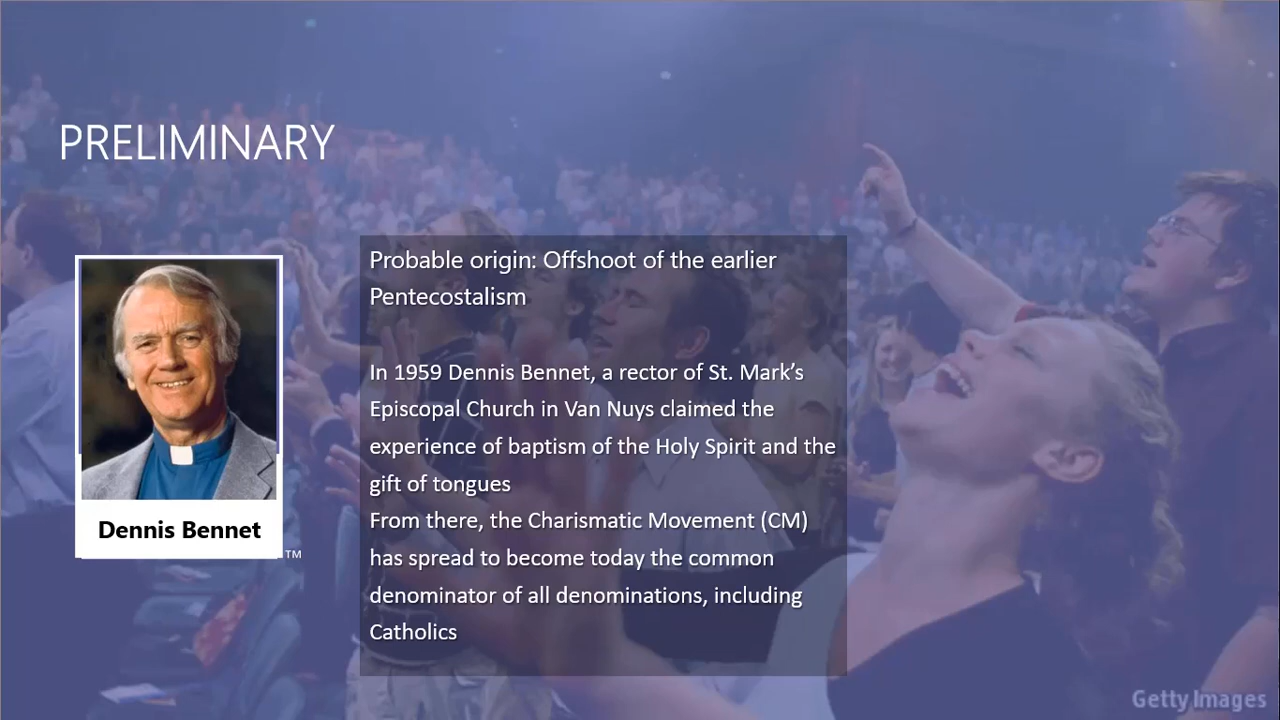 PRELIMINARY
Probable origin: Offshoot of the earlier
Pentecostalism
In 1959 Dennis Bennet, a rector of St. Mark’s
Episcopal Church in Van Nuys claimed the
experience of baptism of the Holy Spirit and the
gift of tongues
From there, the Charismatic Movement (CM)
has spread to become today the common
denominator of all denominations, including
Catholics
Dennis Bennet
™
Getty Images